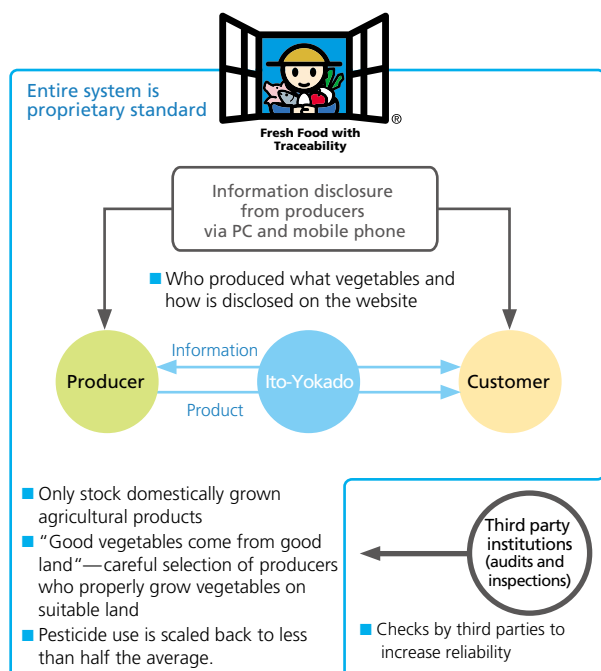 Entire system is
proprietary standard
®
Fresh Food with
Traceability
Information disclosure
from producers
via PC and mobile phone
■ Who produced what vegetables and
how is disclosed on the website
Information
Producer
Ito-Yokado
Customer
Product
■ Only stock domestically grown
agricultural products
■ “Good vegetables come from good
land“—careful selection of producers
who properly grow vegetables on
suitable land
■ Pesticide use is scaled back to less
than half the average.
Third party
institutions
(audits and
inspections)
■ Checks by third parties to
increase reliability